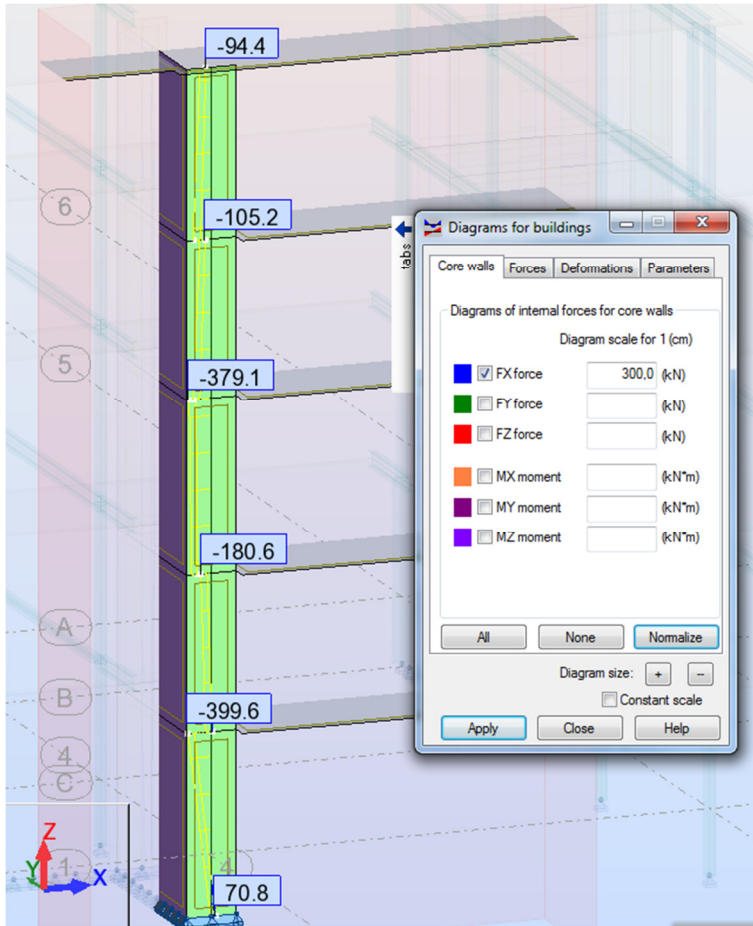 -94.4
6
-105.2
5
-379.1
-180.6
A
B
-399.6
4
C
1
4
70.8
Z
Y
X
tabs
Diagrams for buildings
Core walls Forces Deformations Parameters
Diagrams of internal forces for core walls
Diagram scale for 1 (cm)
FX force 300,0 (kN)
FY force (kN)
FZ force (kN)
MX moment (kN*m)
MY moment (kN*m)
MZ moment (kN*m)
All None Normalize
Diagram size: + -
Constant scale
Apply Close Help